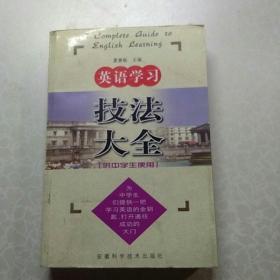 Complete Guide to
English Learning
主编
英语学习
技法
大全
[供中学生使用]
为
中学生
们提供一把
学习英语的金钥
匙,打开通往
成功的
大门
安徽科学技术出版社